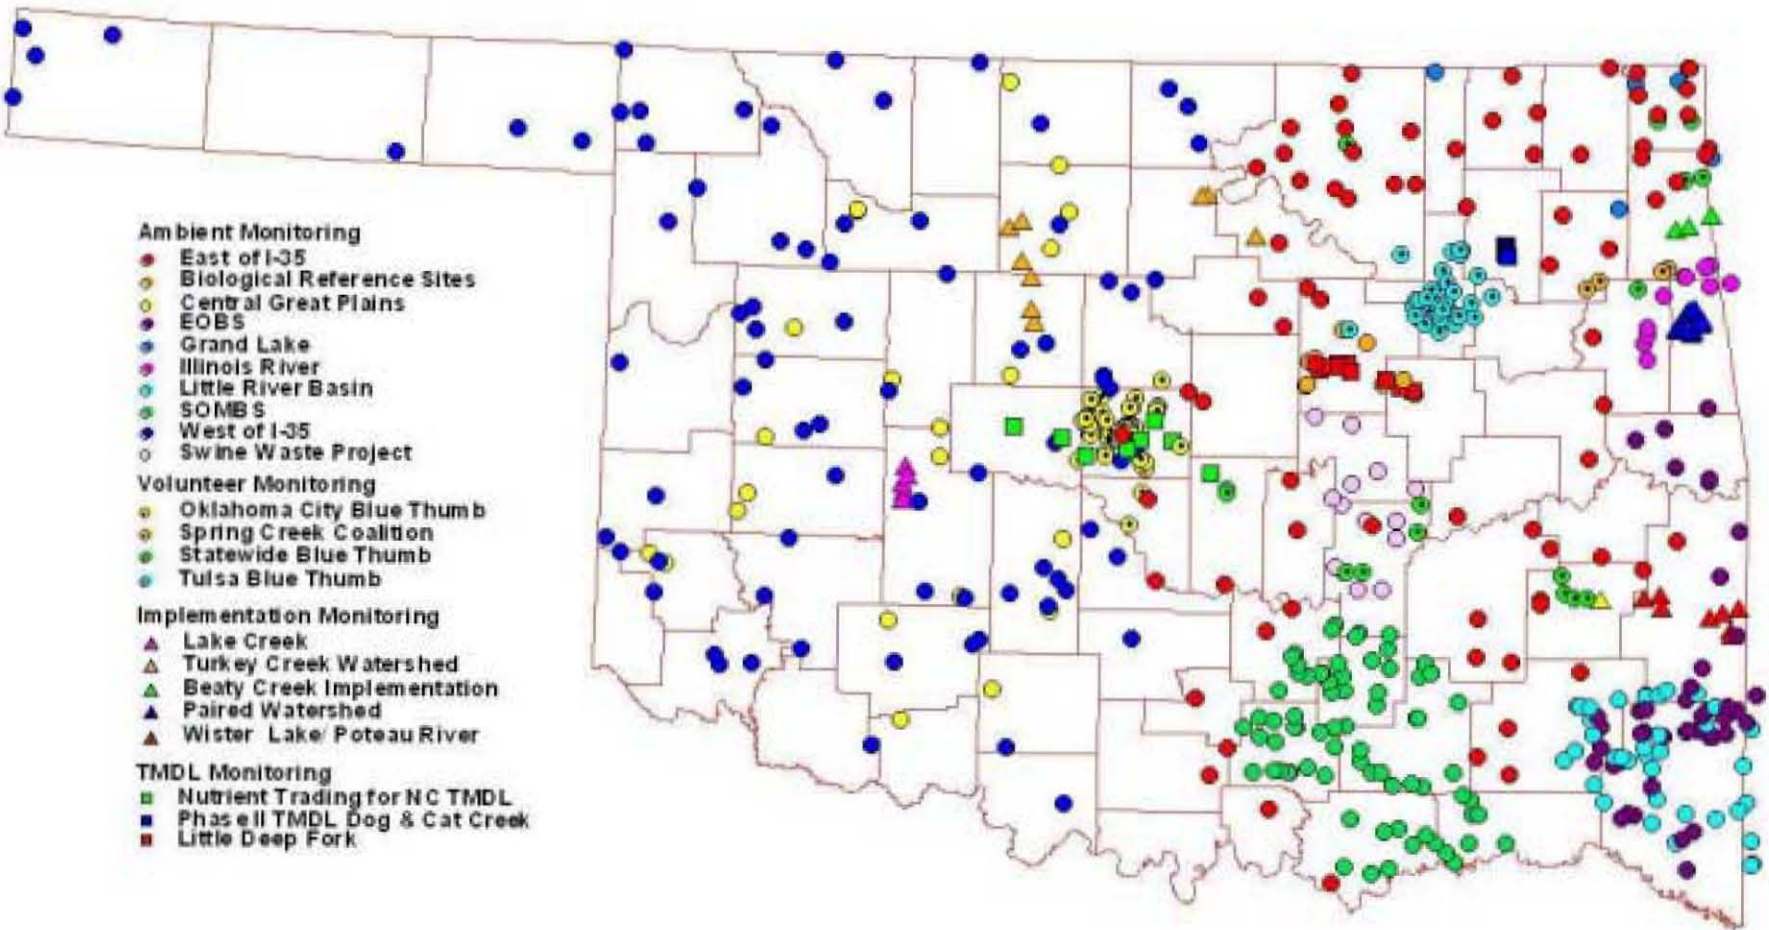 Ambient Monitoring
East of I-35
Biological Reference Sites
Central Great Plains
EOBS
Grand Lake
Illinois River
Little River Basin
SOMBS
West of I-35
Swine Waste Project
Volunteer Monitoring
Oklahoma City Blue Thumb
Spring Creek Coalition
Statewide Blue Thumb
Tulsa Blue Thumb
Implementation Monitoring
Lake Creek
Turkey Creek Watershed
Beaty Creek Implementation
Paired Watershed
Wister Lake/ Poteau River
TMDL Monitoring
Nutrient Trading for NC TMDL
Phase II TMDL Dog & Cat Creek
Little Deep Fork